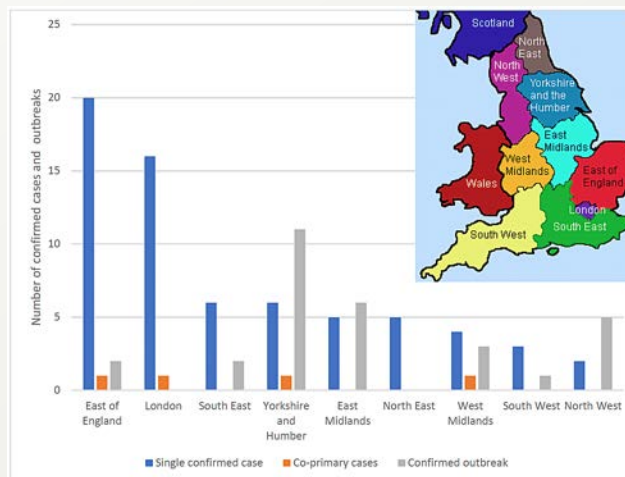 Number of confirmed cases and outbreaks
25
20
15
10
5
0
East of
England
London
South East
Yorkshire
and
Humber
East
Midlands
North East
West
Midlands
South West
North West
Single confirmed case
Co-primary cases
Confirmed outbreak
Scotland
North
East
North
West
Yorkshire
and the
Humber
East
Midlands
West
Midlands
Wales
East of
England
London
South East
South West